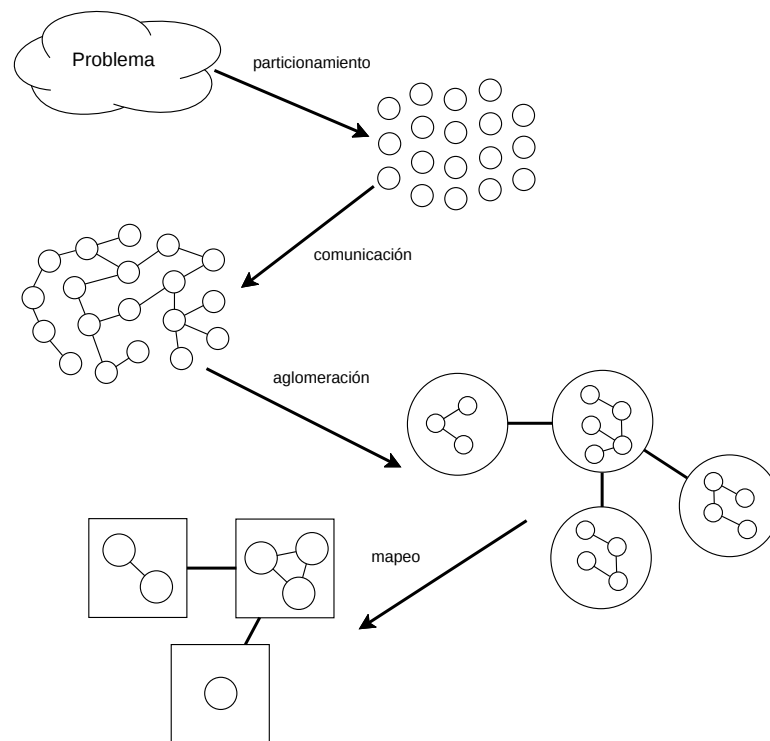 Problema
particionamiento
comunicación
aglomeración
mapeo